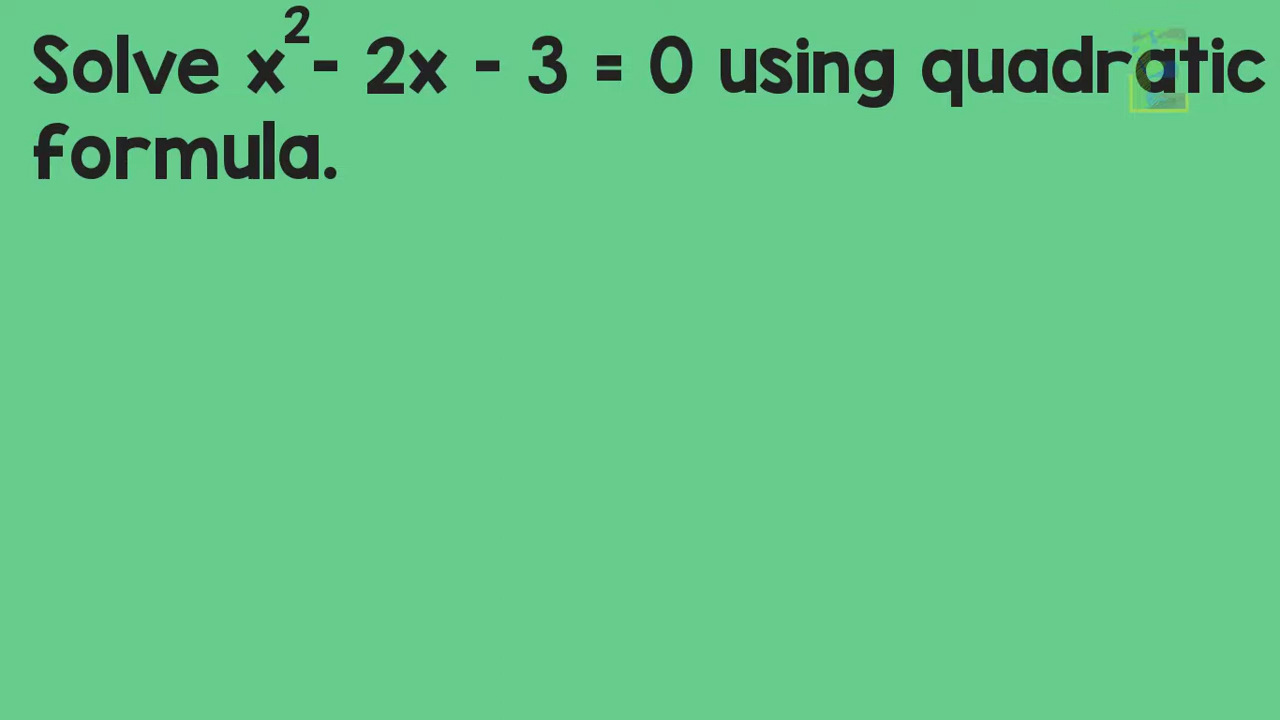 Solve x² - 2x - 3 = 0 using quadratic
formula.